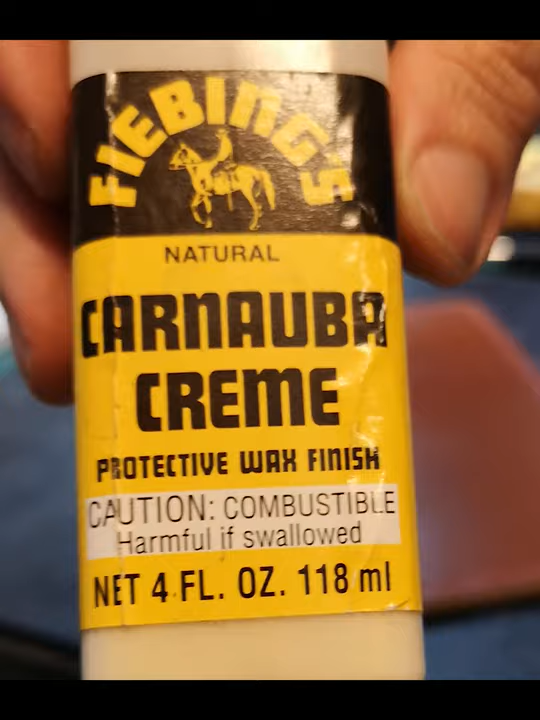 FIEBING'S
NATURAL
CARNAUBA
CREME
PROTECTIVE WAX FINISH
CAUTION: COMBUSTIBLE
Harmful if swallowed
NET 4 FL. OZ. 118 ml